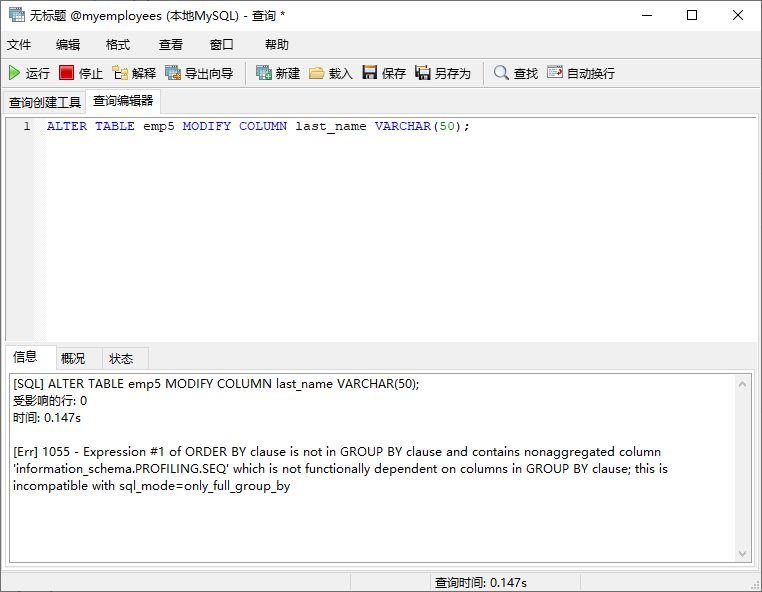 无标题 @myemployees (本地MySQL) - 查询 *
文件 编辑 格式 查看 窗口 帮助
运行 停止 解释 导出向导 新建 载入 保存 另存为 查找 自动换行
查询创建工具 查询编辑器
1 ALTER TABLE emp5 MODIFY COLUMN last_name VARCHAR(50);
信息 概况 状态
[SQL] ALTER TABLE emp5 MODIFY COLUMN last_name VARCHAR(50);
受影响的行: 0
时间: 0.147s
[Err] 1055 - Expression #1 of ORDER BY clause is not in GROUP BY clause and contains nonaggregated column
'information_schema.PROFILING.SEQ' which is not functionally dependent on columns in GROUP BY clause; this is
incompatible with sql_mode=only_full_group_by
查询时间: 0.147s